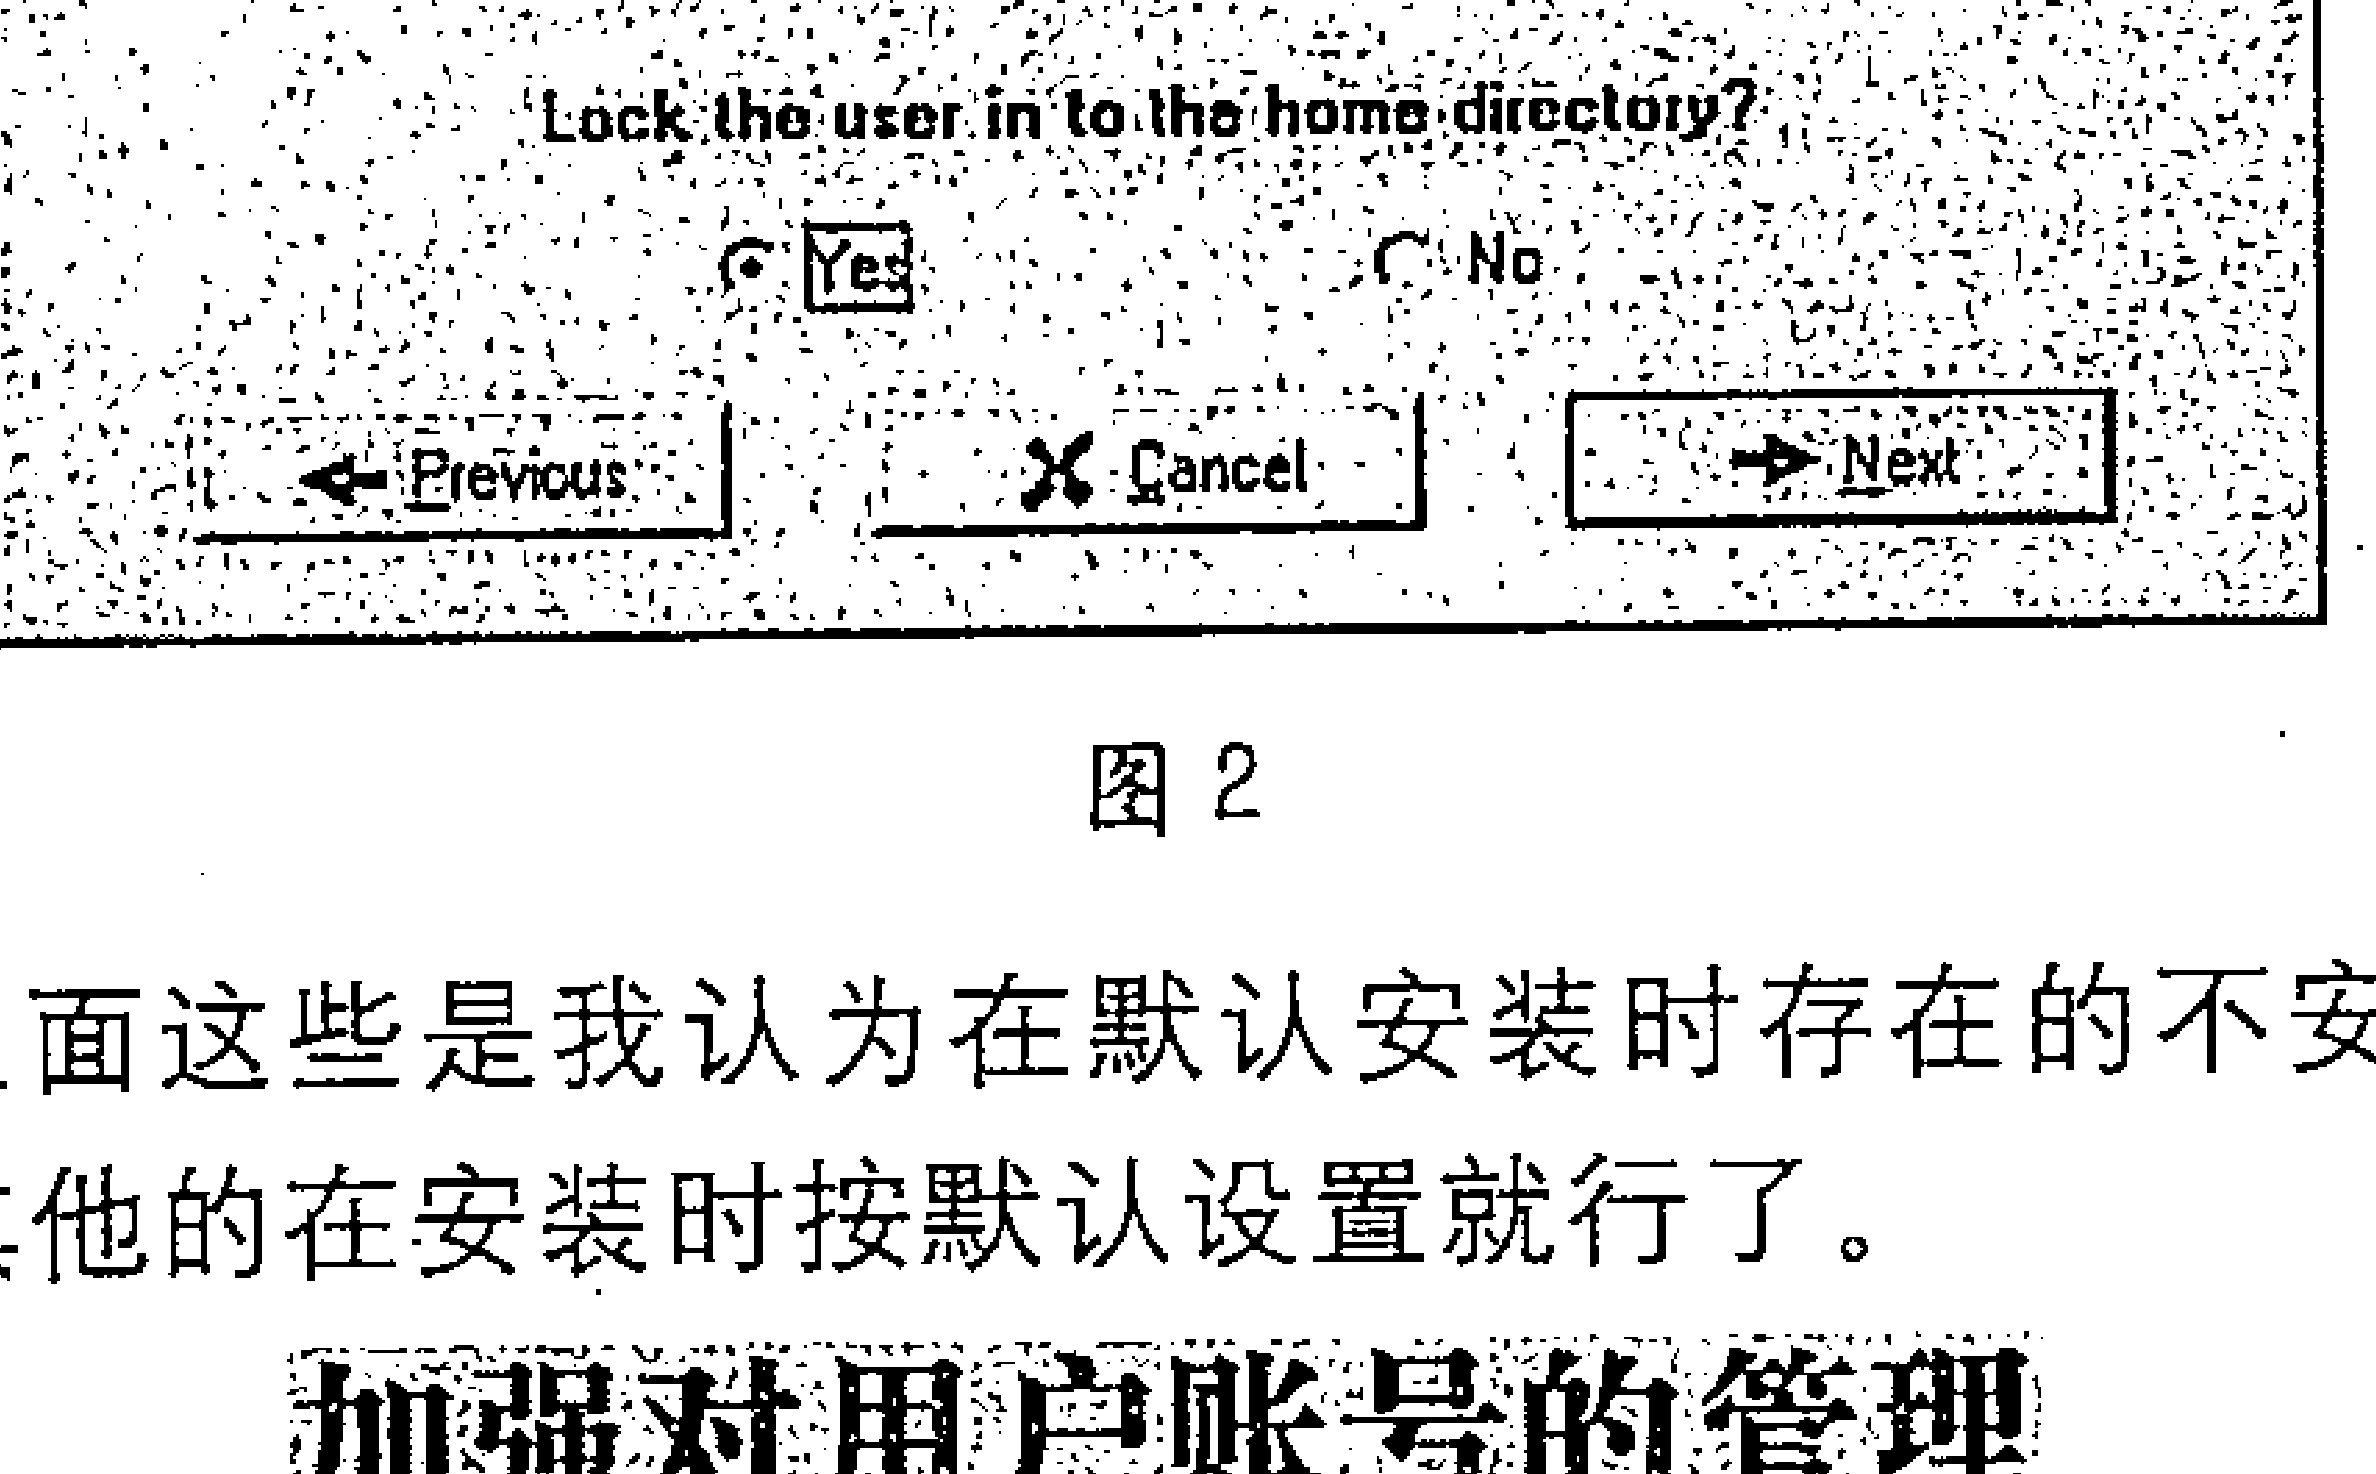 Lock the user in to the home directory?
Yes No
Previous Cancel Next
图 2
面这些是我认为在默认安装时存在的不安
他的在安装时按默认设置就行了。
加强对用户账号的管理